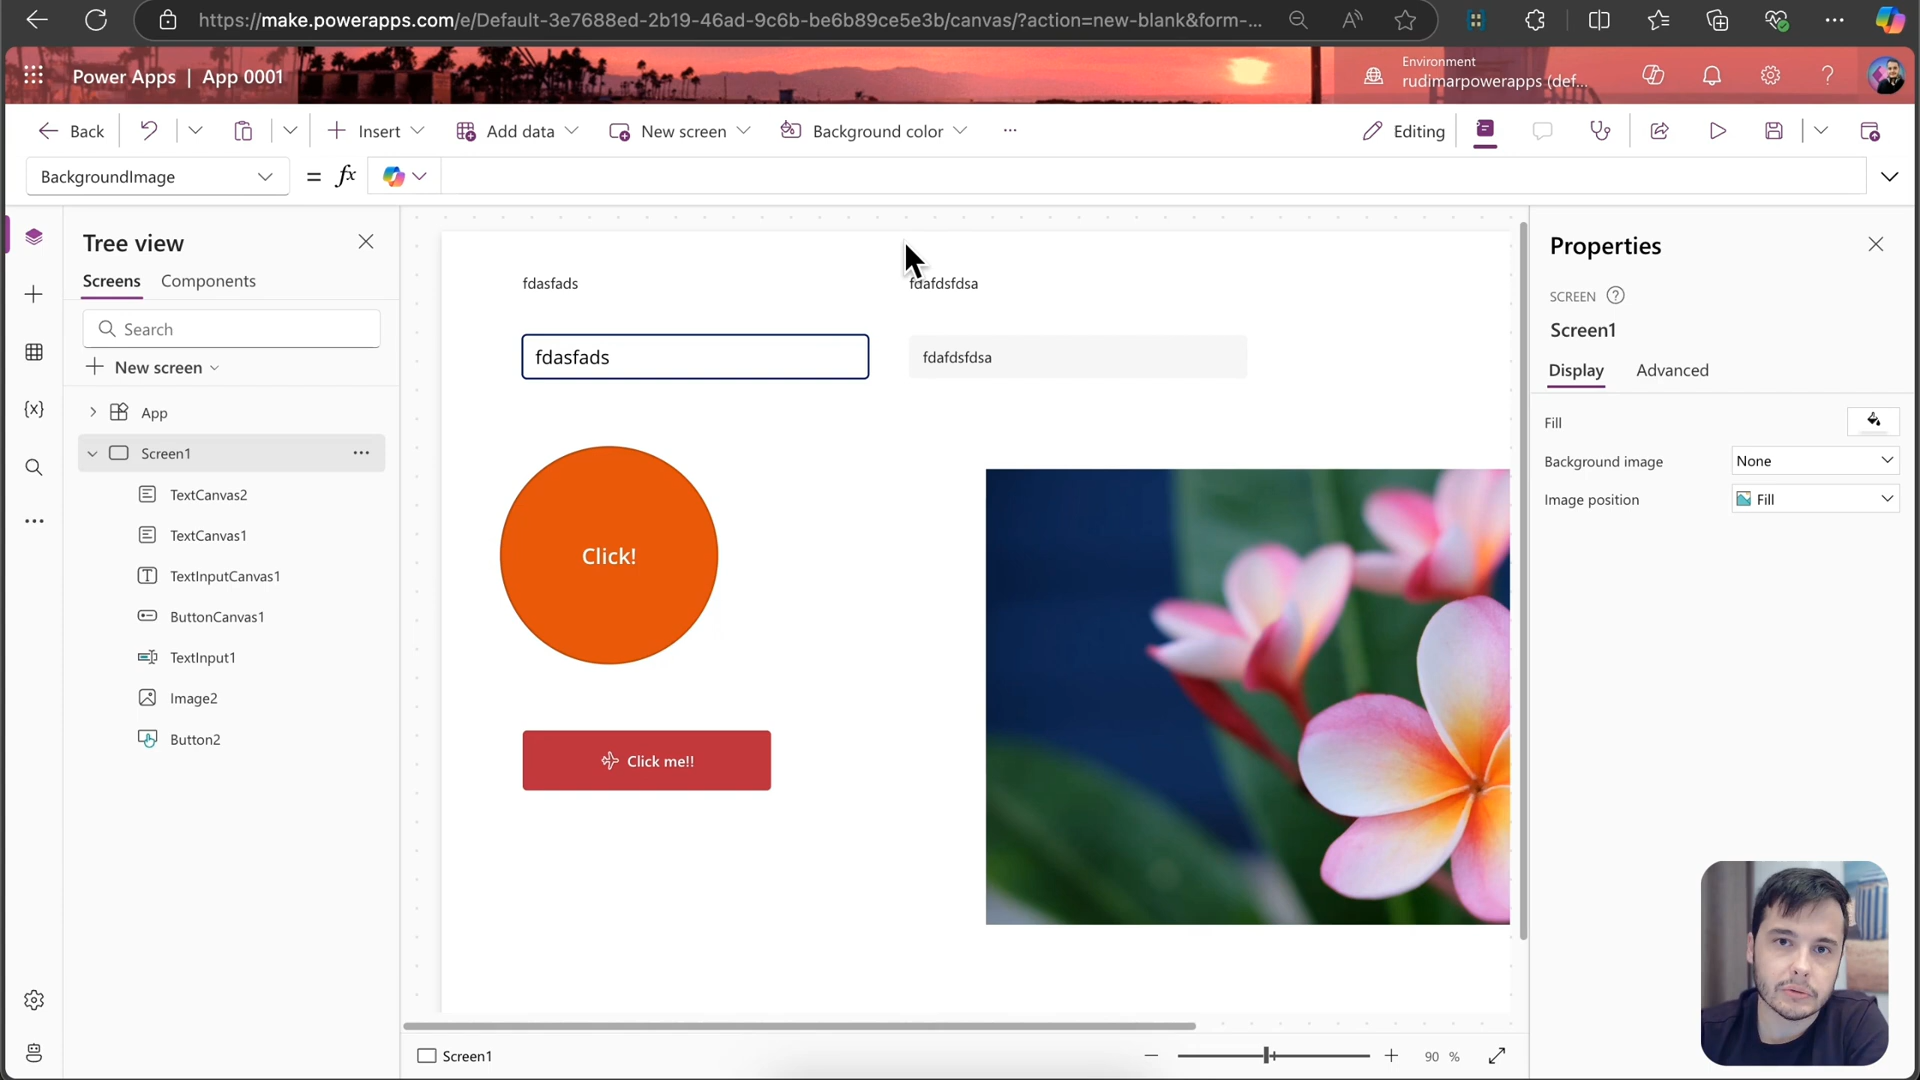 https://make.powerapps.com/e/Default-3e7688ed-2b19-46ad-9c6b-be6b89ce5e3b/canvas/?action=new-blank&form-...
Power Apps | App 0001
Environment
rudimarpowerapps (def...
Back
Insert
Add data
New screen
Background color
Editing
BackgroundImage
= fx
Tree view
Screens
Components
Search
New screen
App
Screen1
TextCanvas2
TextCanvas1
TextInputCanvas1
ButtonCanvas1
TextInput1
Image2
Button2
fdasfads
fdafdsfdsa
fdasfads
fdafdsfdsa
Click!
Click me!!
Properties
SCREEN
Screen1
Display
Advanced
Fill
Background image
None
Image position
Fill
Screen1
90 %